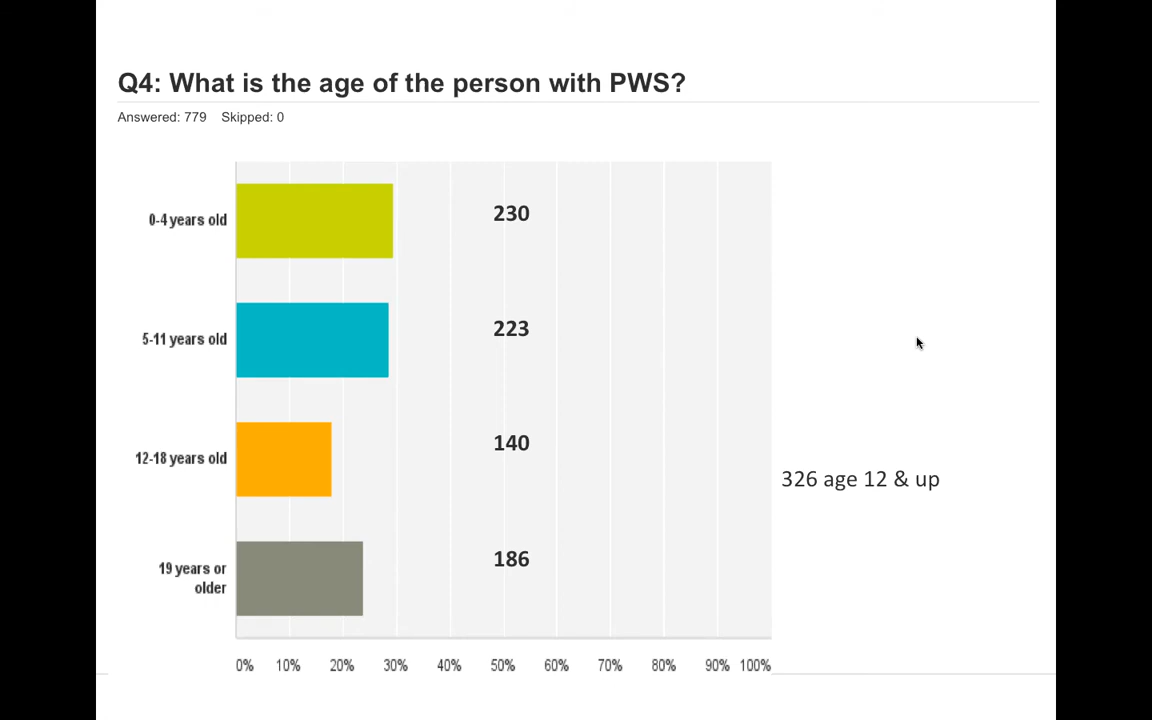 Q4: What is the age of the person with PWS?
Answered: 779 Skipped: 0
0-4 years old
230
5-11 years old
223
12-18 years old
140
326 age 12 & up
19 years or
older
186
0% 10% 20% 30% 40% 50% 60% 70% 80% 90% 100%